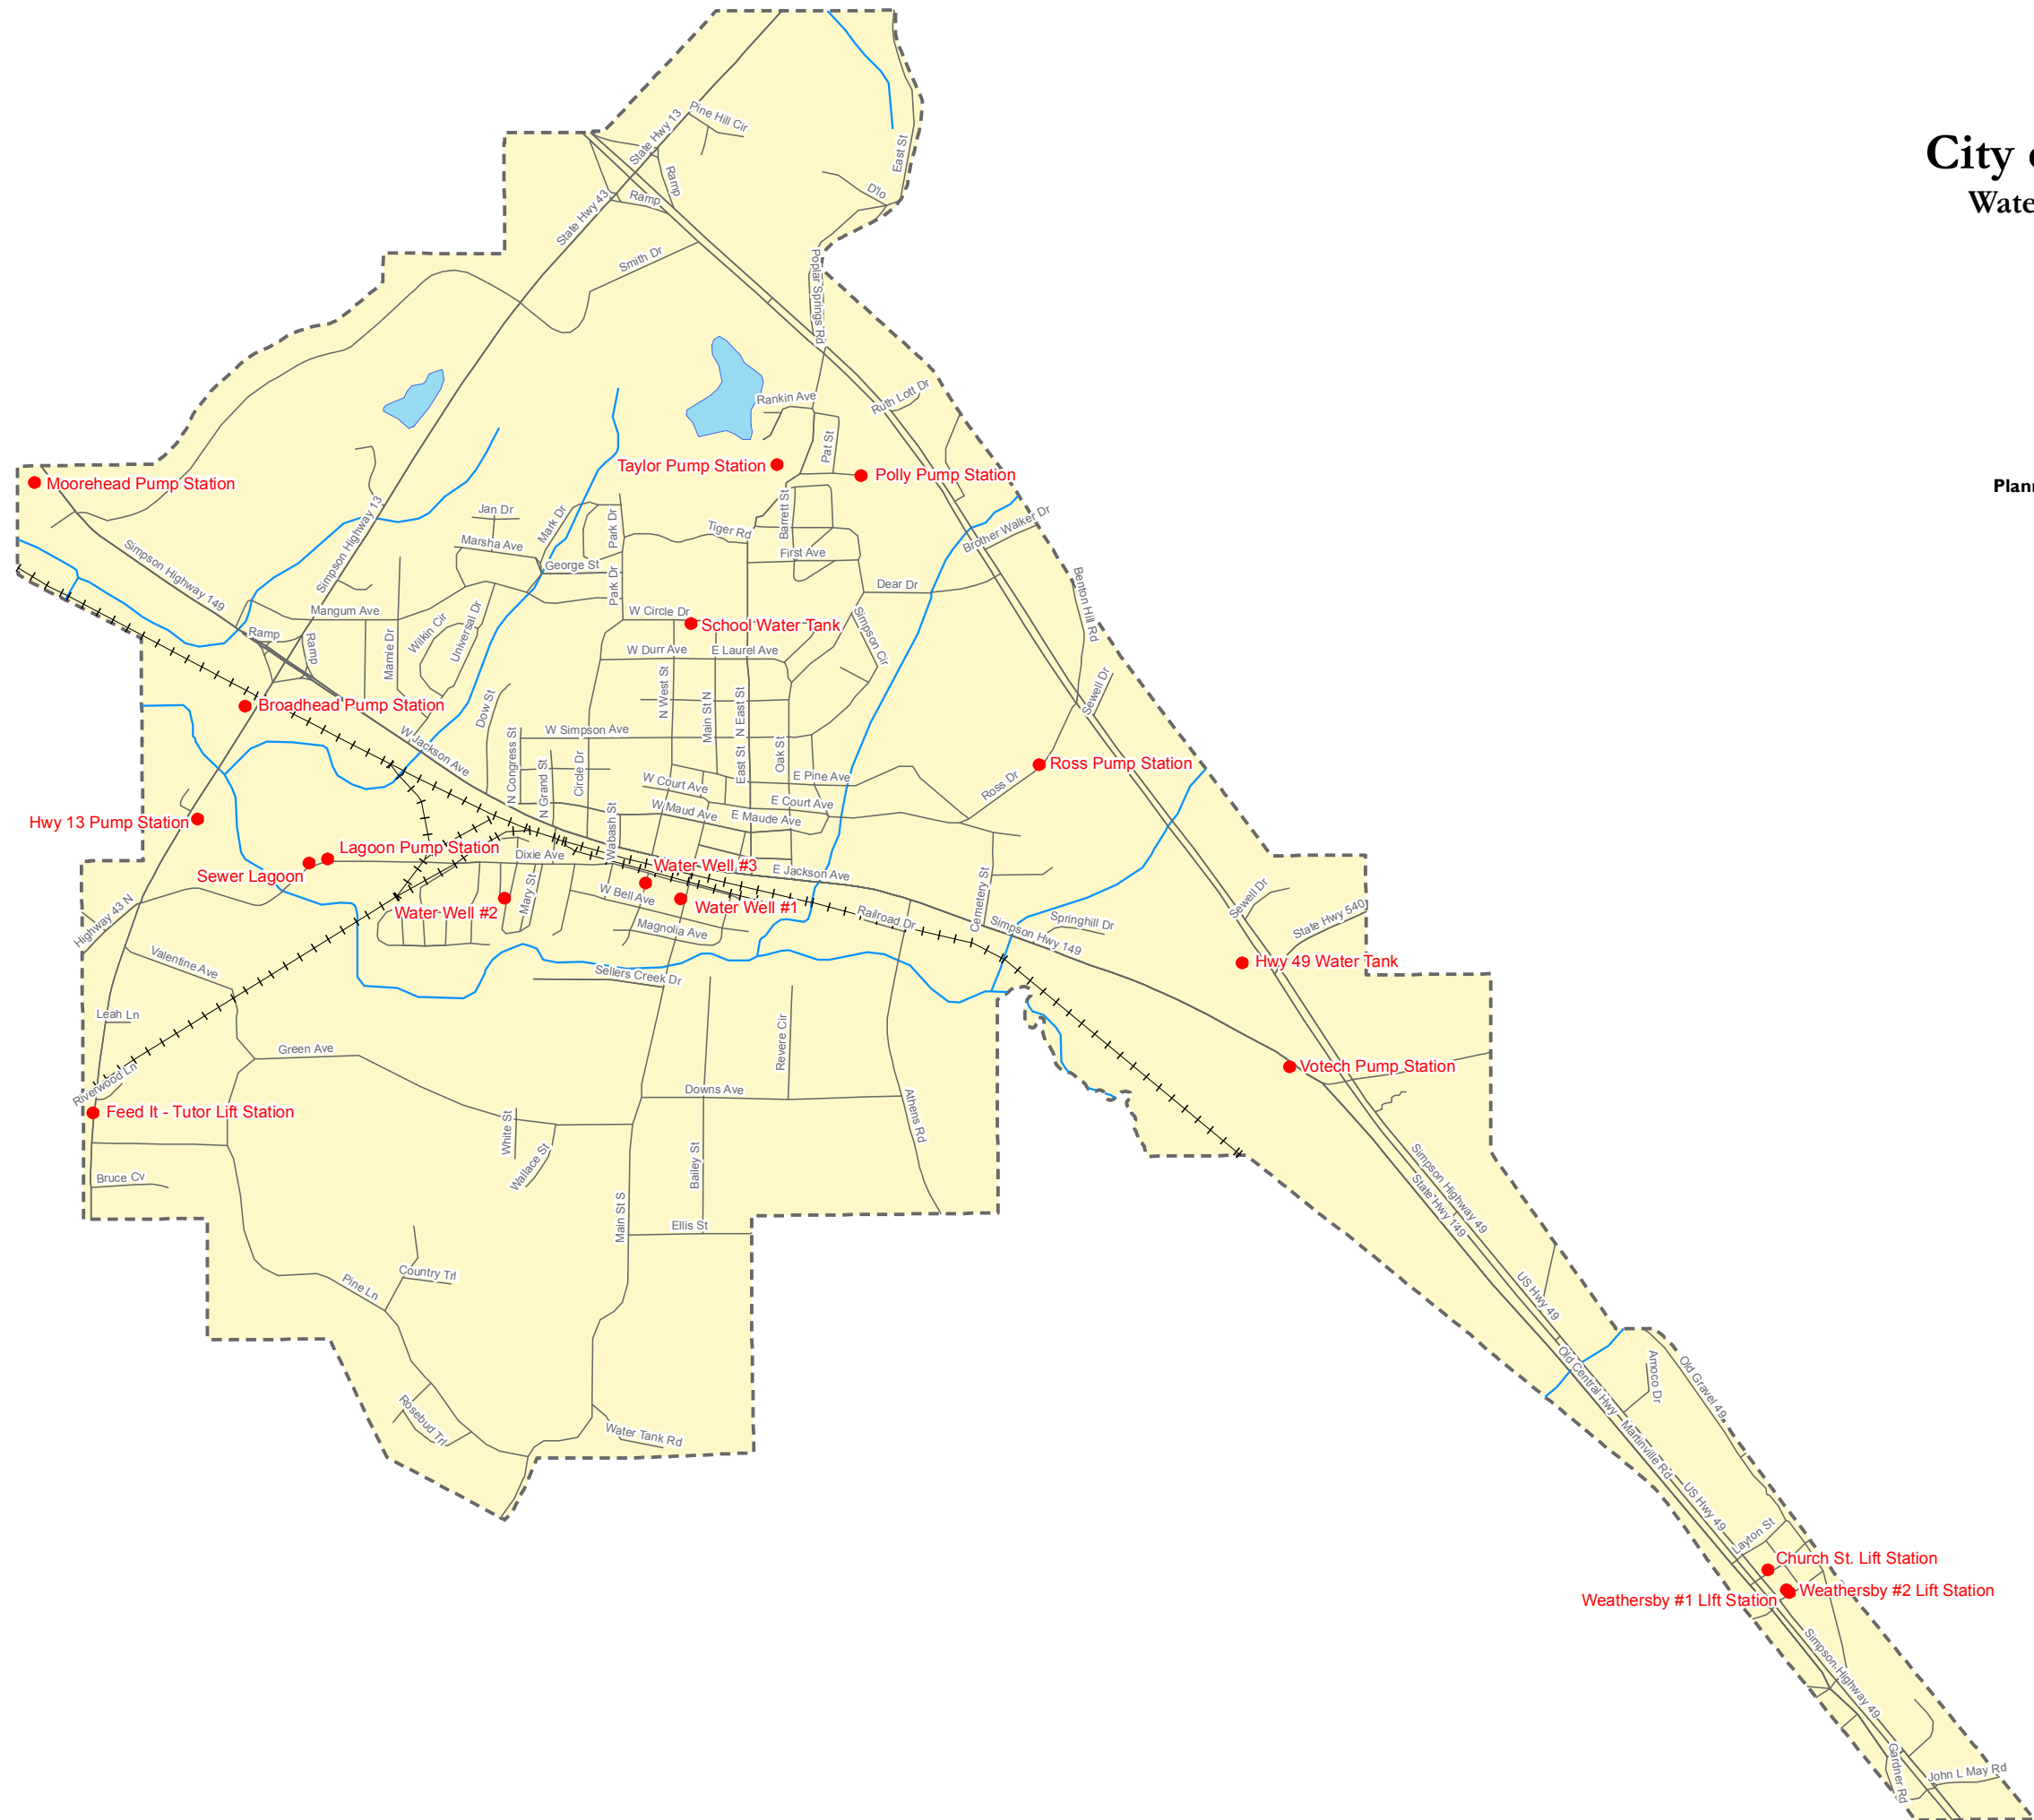 City
Wate
Plann
Pine Hill Cir
State Hwy 13
East St
Ramp
D'lo
Ramp
State Hwy 43
Smith Dr
Poplar Springs Rd
Ruth Lott Dr
Rankin Ave
Pat St
Taylor Pump Station
Polly Pump Station
Moorehead Pump Station
Jan Dr
Mark Dr
Park Dr
Barrett St
Tiger Rd
Brother Walker Dr
Simpson Highway 13
Marsha Ave
First Ave
George St
Simpson Highway 149
Park Dr
Dear Dr
Benton Hill Rd
Mangum Ave
W Circle Dr
School Water Tank
Simpson Cir
Wilkin Cir
Universal Dr
Ramp
Ramp
Mamie Dr
W Durr Ave
E Laurel Ave
Sewell Dr
N West St
Main St N
N East St
Broadhead Pump Station
Dow St
W Simpson Ave
W Jackson Ave
N Congress St
N Grand St
Circle Dr
East St
Oak St
Ross Pump Station
E Pine Ave
W Court Ave
Ross Dr
E Court Ave
W Maud Ave
E Maude Ave
Hwy 13 Pump Station
Wabash St
Lagoon Pump Station
Dixie Ave
Water Well #3
Sewer Lagoon
E Jackson Ave
Mary St
W Bell Ave
Water Well #1
Water Well #2
Cemetery St
Sewell Dr
Railroad Dr
Highway 43 N
Springhill Dr
State Hwy 540
Magnolia Ave
Simpson Hwy 149
Valentine Ave
Hwy 49 Water Tank
Sellers Creek Dr
Leah Ln
Revere Cir
Green Ave
Votech Pump Station
Riverwood Ln
Downs Ave
Feed It - Tutor Lift Station
Athens Rd
White St
Wallace St
Bailey St
Bruce Cv
Simpson Highway 49
State Hwy 149
Main St S
Ellis St
Country Trl
Pine Ln
US Hwy 49
Old Central Hwy
Amoco Dr
Old Gravel 49
Rosebud Trl
Water Tank Rd
Martinville Rd
US Hwy 49
Layton St
Church St. Lift Station
Weathersby #2 Lift Station
Weathersby #1 LIft Station
Simpson Highway 49
Gardner Rd
John L May Rd